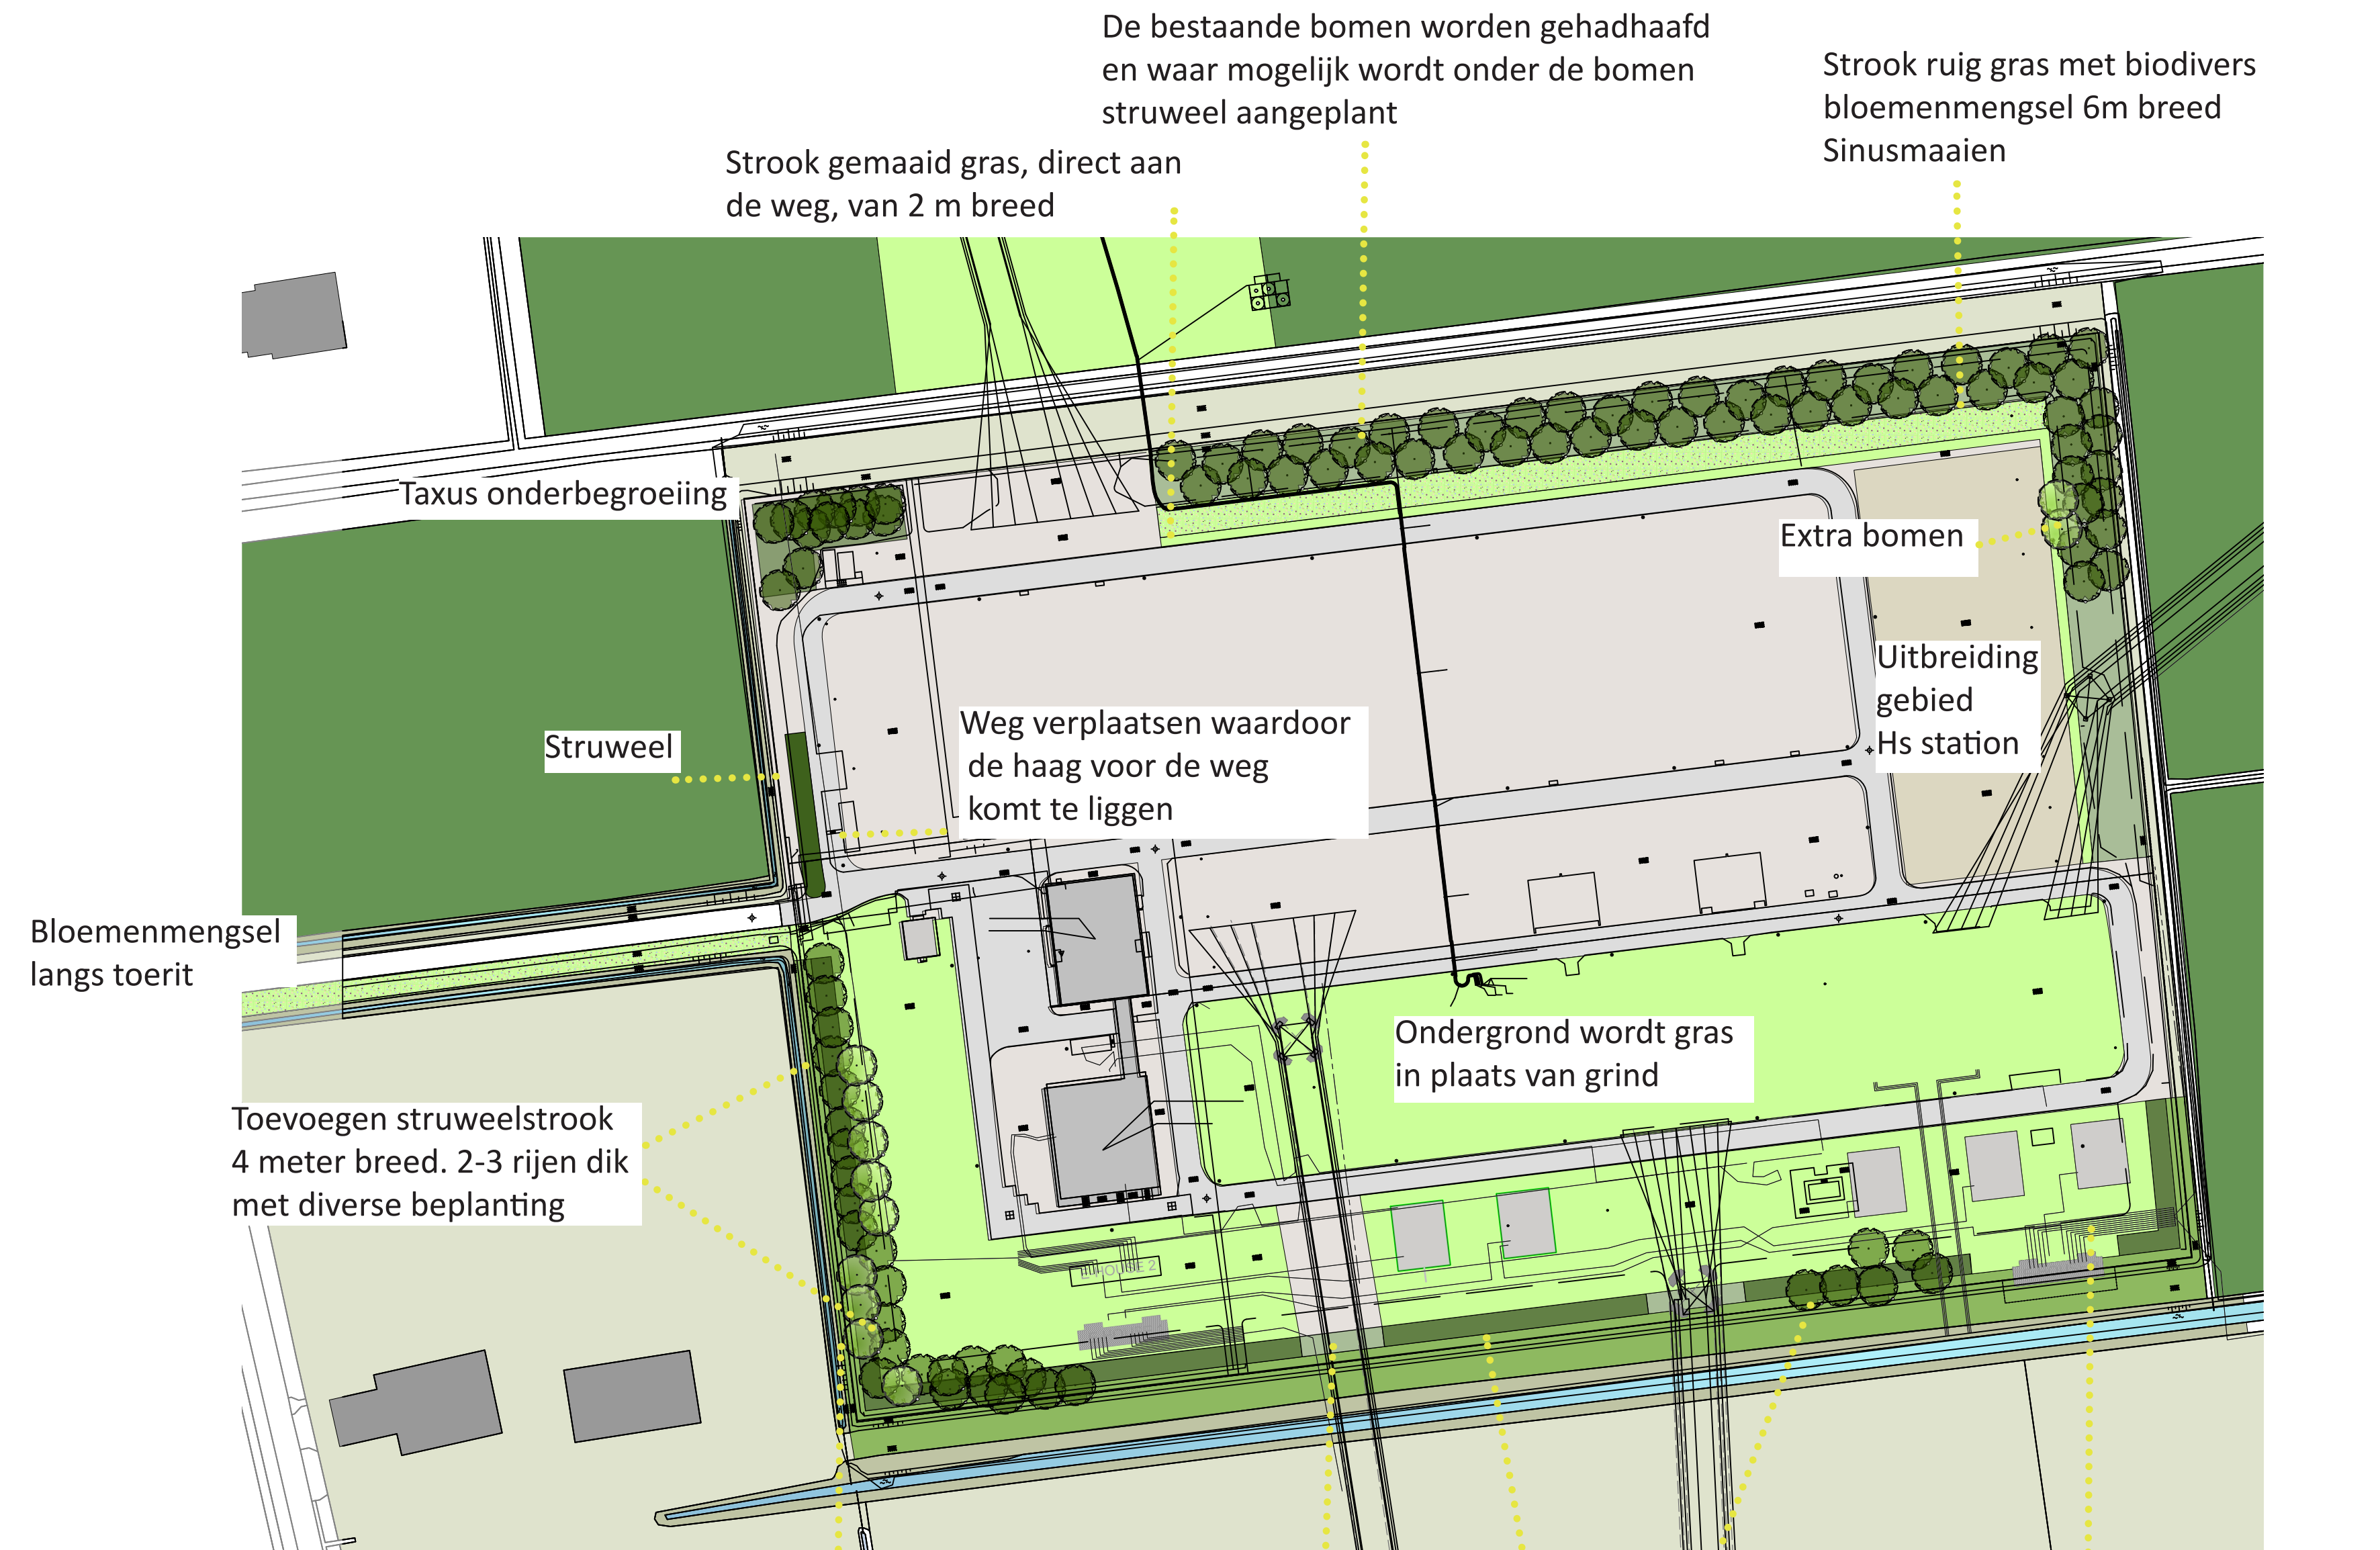 De bestaande bomen worden gehadhaafd
en waar mogelijk wordt onder de bomen
struweel aangeplant
Strook ruig gras met biodivers
bloemenmengsel 6m breed
Sinusmaaien
Strook gemaaid gras, direct aan
de weg, van 2 m breed
Taxus onderbegroeiing
Extra bomen
Uitbreiding
gebied
Hs station
Struweel
Weg verplaatsen waardoor
de haag voor de weg
komt te liggen
Bloemenmengsel
langs toerit
Ondergrond wordt gras
in plaats van grind
Toevoegen struweelstrook
4 meter breed. 2-3 rijen dik
met diverse beplanting
E HOUSE 2